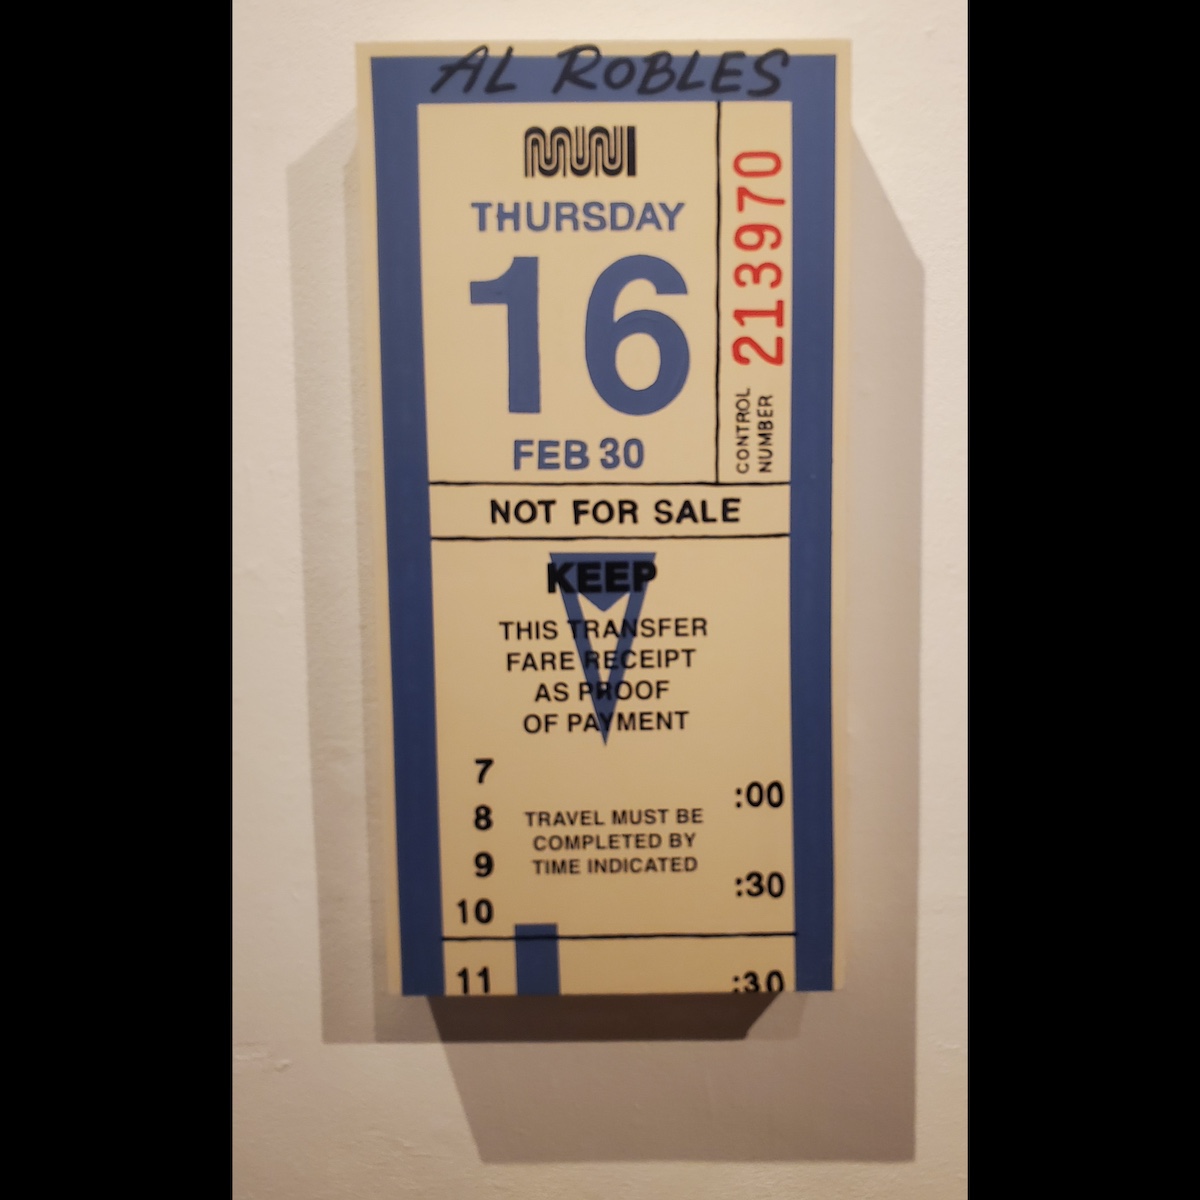 AL ROBLES
MUNI
THURSDAY
16
FEB 30
CONTROL
NUMBER
213970
NOT FOR SALE
KEEP
THIS TRANSFER
FARE RECEIPT
AS PROOF
OF PAYMENT
7
:00
8
TRAVEL MUST BE
COMPLETED BY
TIME INDICATED
9
:30
10
11
:30